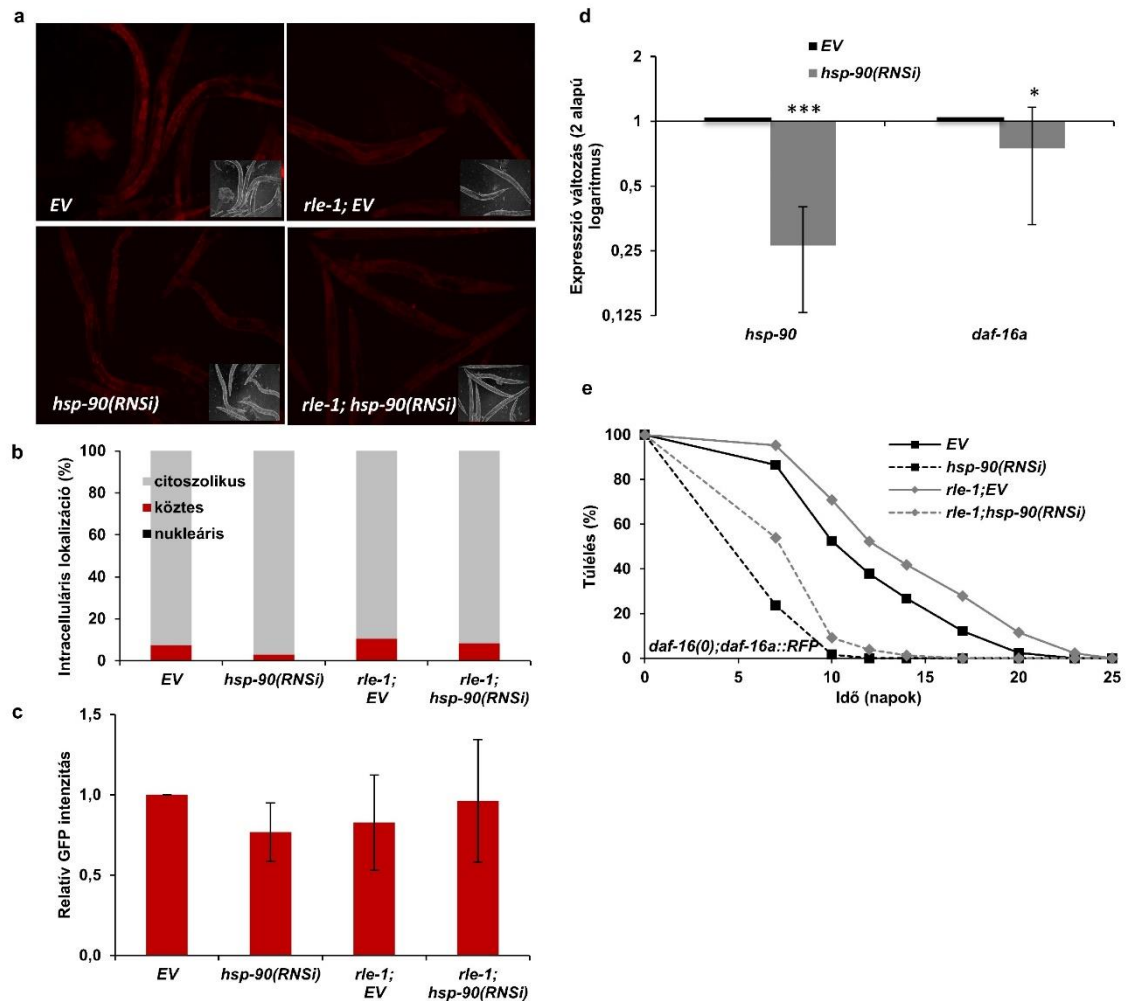 a
EV
rle-1; EV
hsp-90(RNSi)
rle-1; hsp-90(RNSi)
b
Intracelluláris lokalizáció (%)
100
80
60
40
20
0
citoszolikus
köztes
nukleáris
EV
hsp-90(RNSi)
rle-1;
EV
rle-1;
hsp-90(RNSi)
c
Relatív GFP intenzitás
1,5
1,0
0,5
0,0
EV
hsp-90(RNSi)
rle-1;
EV
rle-1;
hsp-90(RNSi)
d
EV
hsp-90(RNSi)
Expresszió változás (2 alapú
logaritmus)
2
1
0,5
0,25
0,125
***
*
hsp-90
daf-16a
e
Túlélés (%)
100
80
60
40
20
0
EV
hsp-90(RNSi)
rle-1;EV
rle-1;hsp-90(RNSi)
daf-16(0);daf-16a::RFP
0
5
10
15
20
25
Idő (napok)